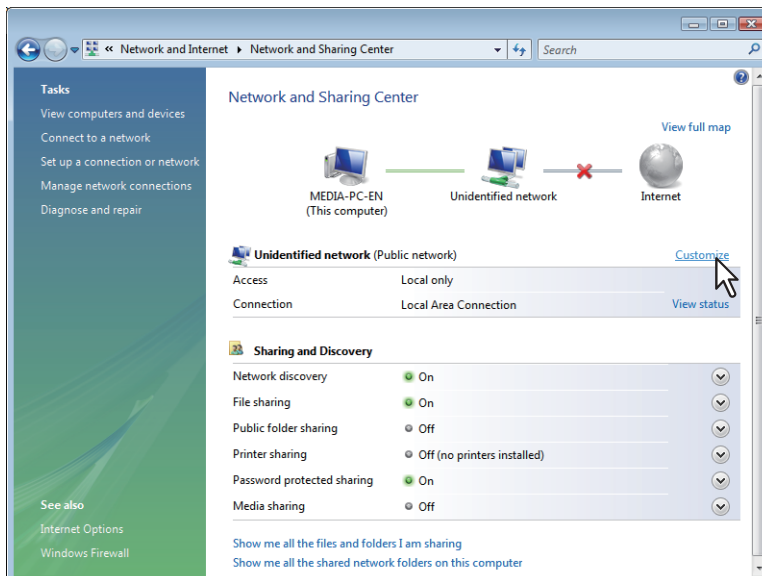 « Network and Internet ▸ Network and Sharing Center
Search
Tasks
View computers and devices
Connect to a network
Set up a connection or network
Manage network connections
Diagnose and repair
See also
Internet Options
Windows Firewall
Network and Sharing Center
View full map
MEDIA-PC-EN
(This computer)
Unidentified network
Internet
Unidentified network (Public network)
Customize
Access Local only
Connection Local Area Connection View status
Sharing and Discovery
Network discovery On
File sharing On
Public folder sharing Off
Printer sharing Off (no printers installed)
Password protected sharing On
Media sharing Off
Show me all the files and folders I am sharing
Show me all the shared network folders on this computer